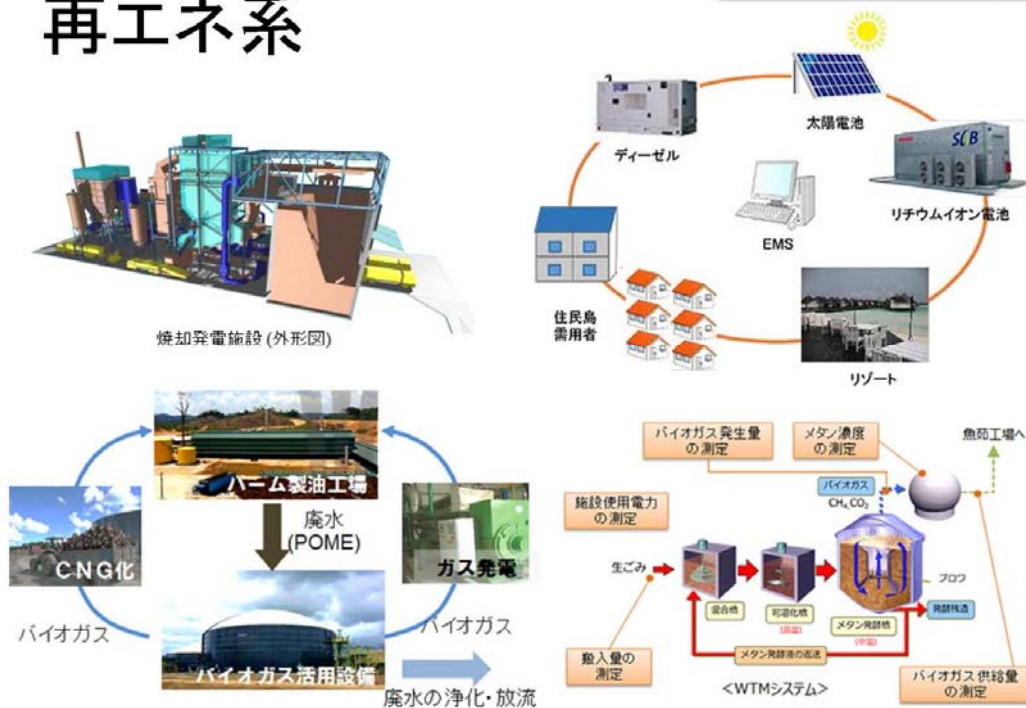 再エネ系
焼却発電施設 (外形図)
ディーゼル
太陽電池
SCiB
リチウムイオン電池
EMS
住民島
需用者
リゾート
パーム製油工場
廃水
(POME)
CNG化
ガス発電
バイオガス
バイオガス
バイオガス活用設備
廃水の浄化・放流
バイオガス発生量
の測定
メタン濃度
の測定
魚茹工場へ
施設使用電力
の測定
バイオガス
CH₄,CO₂
生ごみ
混合槽
可溶化槽
(高温)
メタン発酵槽
(中温)
ブロワ
発酵残渣
メタン発酵液の返送
搬入量の
測定
<WTMシステム>
バイオガス供給量
の測定